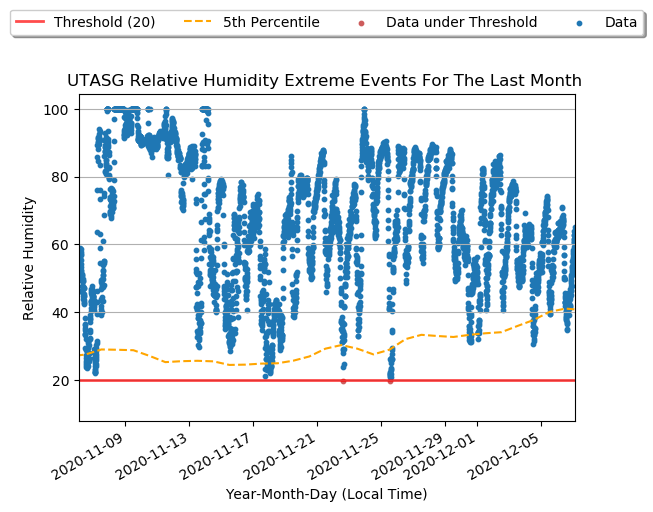 Threshold (20) 5th Percentile Data under Threshold Data
UTASG Relative Humidity Extreme Events For The Last Month
100
80
60
40
20
Relative Humidity
2020-11-09 2020-11-13 2020-11-17 2020-11-21 2020-11-25 2020-11-29 2020-12-01 2020-12-05
Year-Month-Day (Local Time)